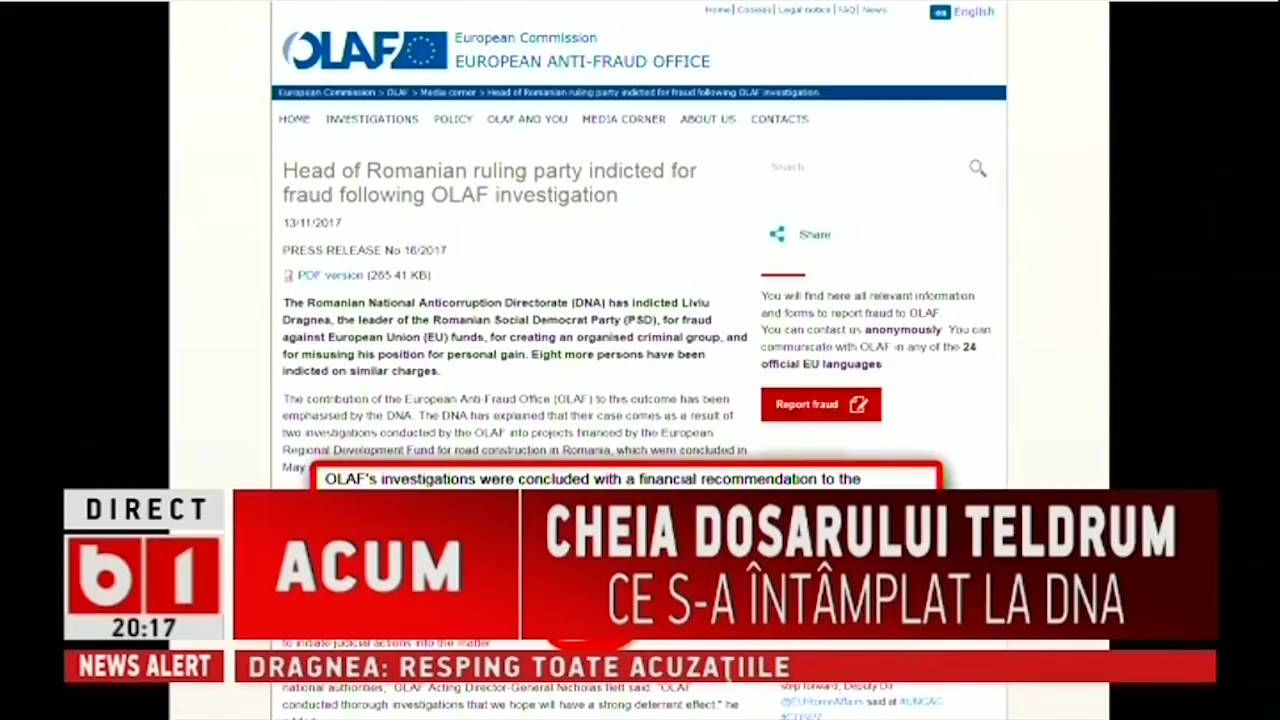 Home | Cookies | Legal notice | FAQ | News
en English
OLAF
European Commission
EUROPEAN ANTI-FRAUD OFFICE
European Commission > OLAF > Media corner > Head of Romanian ruling party indicted for fraud following OLAF investigation
HOME INVESTIGATIONS POLICY OLAF AND YOU MEDIA CORNER ABOUT US CONTACTS
Head of Romanian ruling party indicted for
fraud following OLAF investigation
13/11/2017
PRESS RELEASE No 16/2017
PDF version (265.41 KB)
The Romanian National Anticorruption Directorate (DNA) has indicted Liviu
Dragnea, the leader of the Romanian Social Democrat Party (PSD), for fraud
against European Union (EU) funds, for creating an organised criminal group, and
for misusing his position for personal gain. Eight more persons have been
indicted on similar charges.
The contribution of the European Anti-Fraud Office (OLAF) to this outcome has been
emphasised by the DNA. The DNA has explained that their case comes as a result of
two investigations conducted by the OLAF into projects financed by the European
Regional Development Fund for road construction in Romania, which were concluded in
May
Search
Share
You will find here all relevant information
and forms to report fraud to OLAF
You can contact us anonymously You can
communicate with OLAF in any of the 24
official EU languages
Report fraud
OLAF's investigations were concluded with a financial recommendation to the
DIRECT
b1
20:17
ACUM
CHEIA DOSARULUI TELDRUM
CE S-A ÎNTÂMPLAT LA DNA
to initiate judicial actions into the matter
NEWS ALERT
DRAGNEA: RESPING TOATE ACUZAŢIILE
national authorities," OLAF Acting Director-General Nicholas Ilett said. "OLAF
conducted thorough investigations that we hope will have a strong deterrent effect," he
step forward, Deputy Dir
@EUHomeAffairs said at #UNCAC
#COSP7